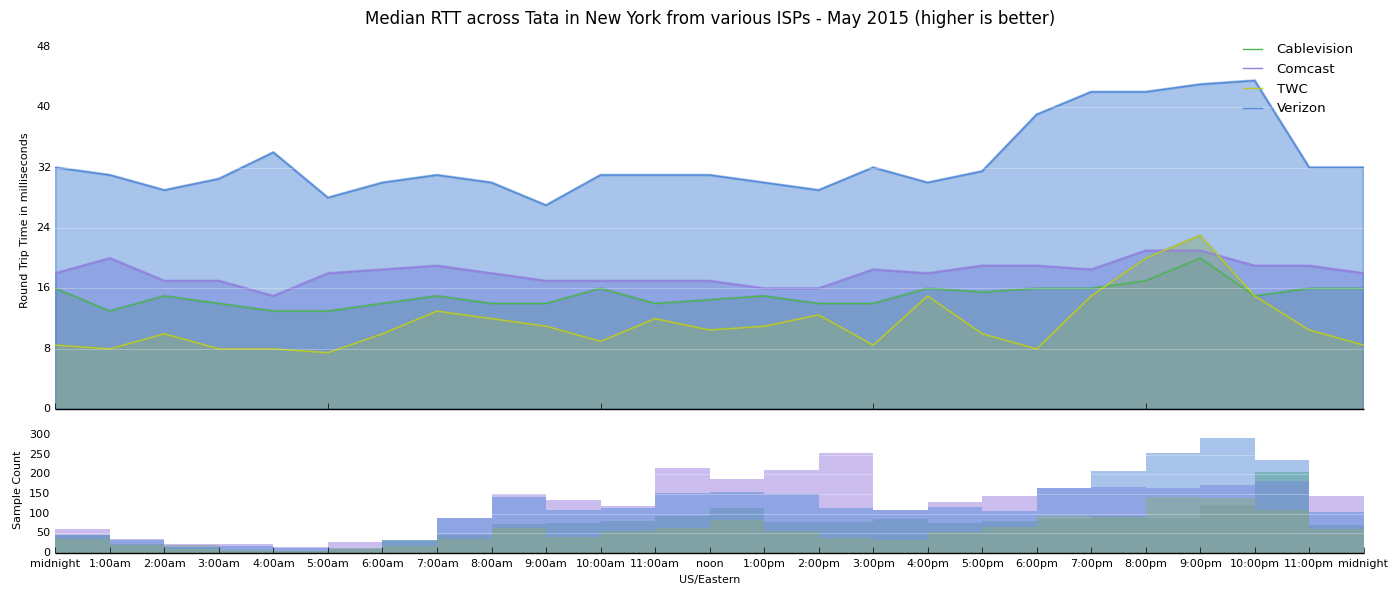 Median RTT across Tata in New York from various ISPs - May 2015 (higher is better)
48
40
32
24
16
8
0
Round Trip Time in milliseconds
Cablevision
Comcast
TWC
Verizon
300
250
200
150
100
50
0
Sample Count
midnight 1:00am 2:00am 3:00am 4:00am 5:00am 6:00am 7:00am 8:00am 9:00am 10:00am 11:00am noon 1:00pm 2:00pm 3:00pm 4:00pm 5:00pm 6:00pm 7:00pm 8:00pm 9:00pm 10:00pm 11:00pm midnight
US/Eastern